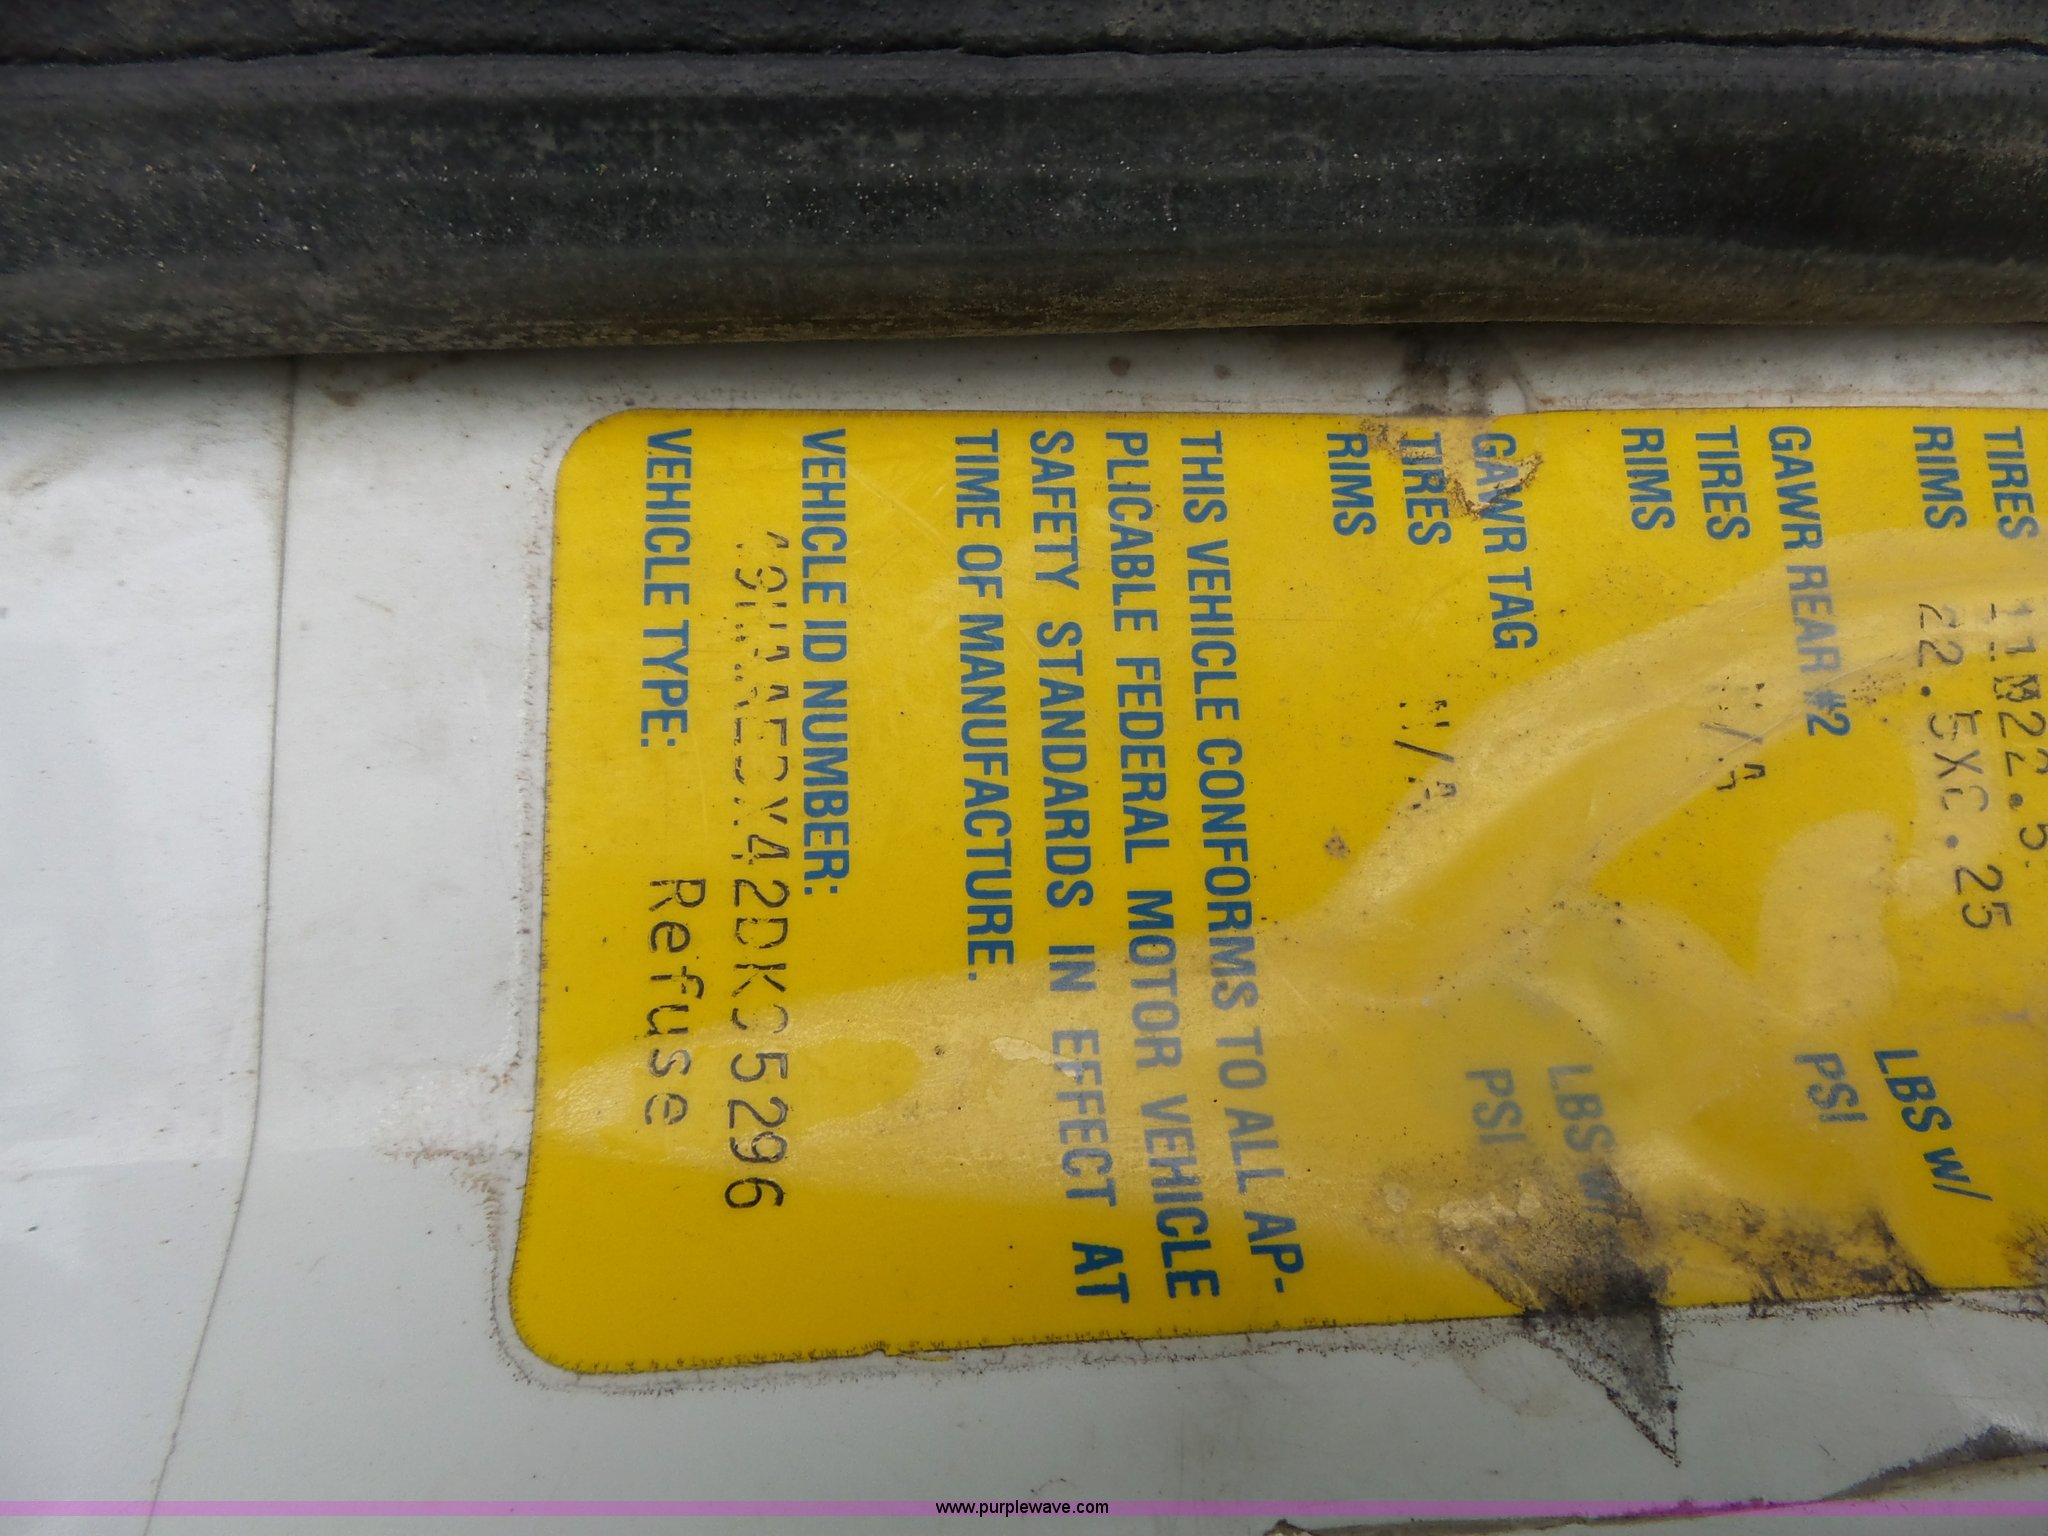 TIRES
RIMS 22.5X8.25
GAWR REAR #2 LBS W/
TIRES N/A PSI
RIMS
GAWR TAG LBS W/
TIRES N/A PSI
RIMS
THIS VEHICLE CONFORMS TO ALL AP-
PLICABLE FEDERAL MOTOR VEHICLE
SAFETY STANDARDS IN EFFECT AT
TIME OF MANUFACTURE.
VEHICLE ID NUMBER:
VEHICLE TYPE: Refuse
www.purplewave.com